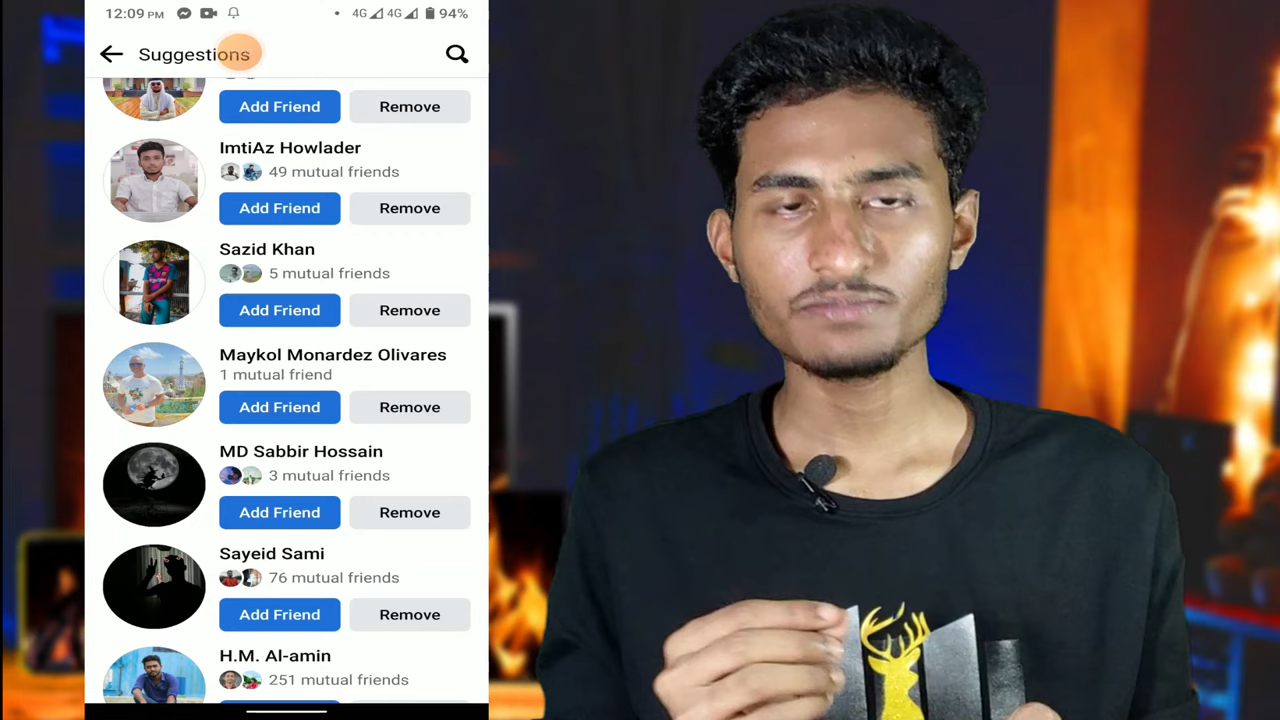 12:09 PM 4G 4G 94%
Suggestions
Add Friend Remove
ImtiAz Howlader
49 mutual friends
Add Friend Remove
Sazid Khan
5 mutual friends
Add Friend Remove
Maykol Monardez Olivares
1 mutual friend
Add Friend Remove
MD Sabbir Hossain
3 mutual friends
Add Friend Remove
Sayeid Sami
76 mutual friends
Add Friend Remove
H.M. Al-amin
251 mutual friends